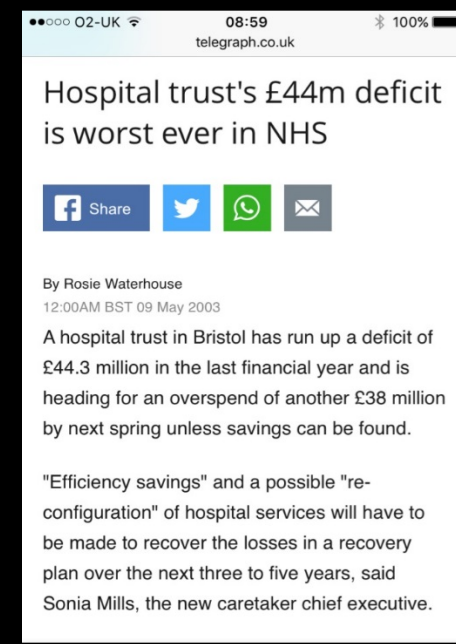 O2-UK 08:59 100%
telegraph.co.uk
Hospital trust's £44m deficit
is worst ever in NHS
f Share
By Rosie Waterhouse
12:00AM BST 09 May 2003
A hospital trust in Bristol has run up a deficit of
£44.3 million in the last financial year and is
heading for an overspend of another £38 million
by next spring unless savings can be found.
"Efficiency savings" and a possible "re-
configuration" of hospital services will have to
be made to recover the losses in a recovery
plan over the next three to five years, said
Sonia Mills, the new caretaker chief executive.